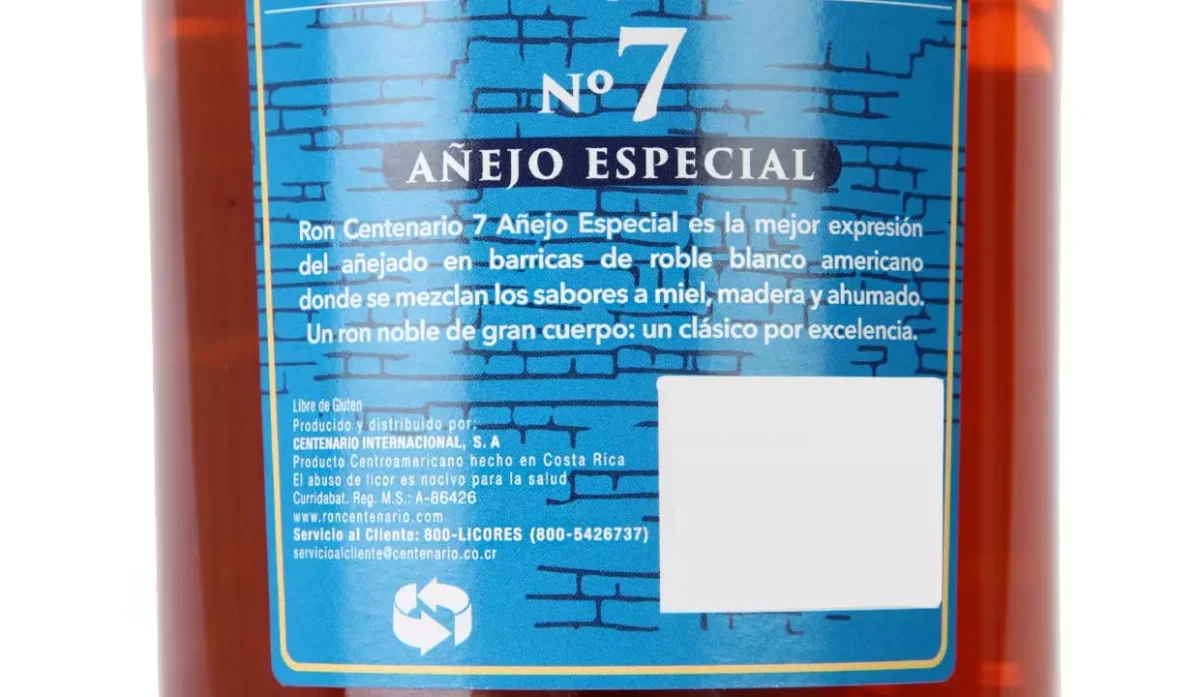 Nº 7
AÑEJO ESPECIAL
Ron Centenario 7 Añejo Especial es la mejor expresión
del añejado en barricas de roble blanco americano
donde se mezclan los sabores a miel, madera y ahumado.
Un ron noble de gran cuerpo: un clásico por excelencia.
Libre de Gluten
Producido y distribuido por:
CENTENARIO INTERNACIONAL, S. A
Producto Centroamericano hecho en Costa Rica
El abuso de licor es nocivo para la salud
Curridabat. Reg. M.S.: A-86426
www.roncentenario.com
Servicio al Cliente: 800-LICORES (800-5426737)
servicioalcliente@centenario.co.cr